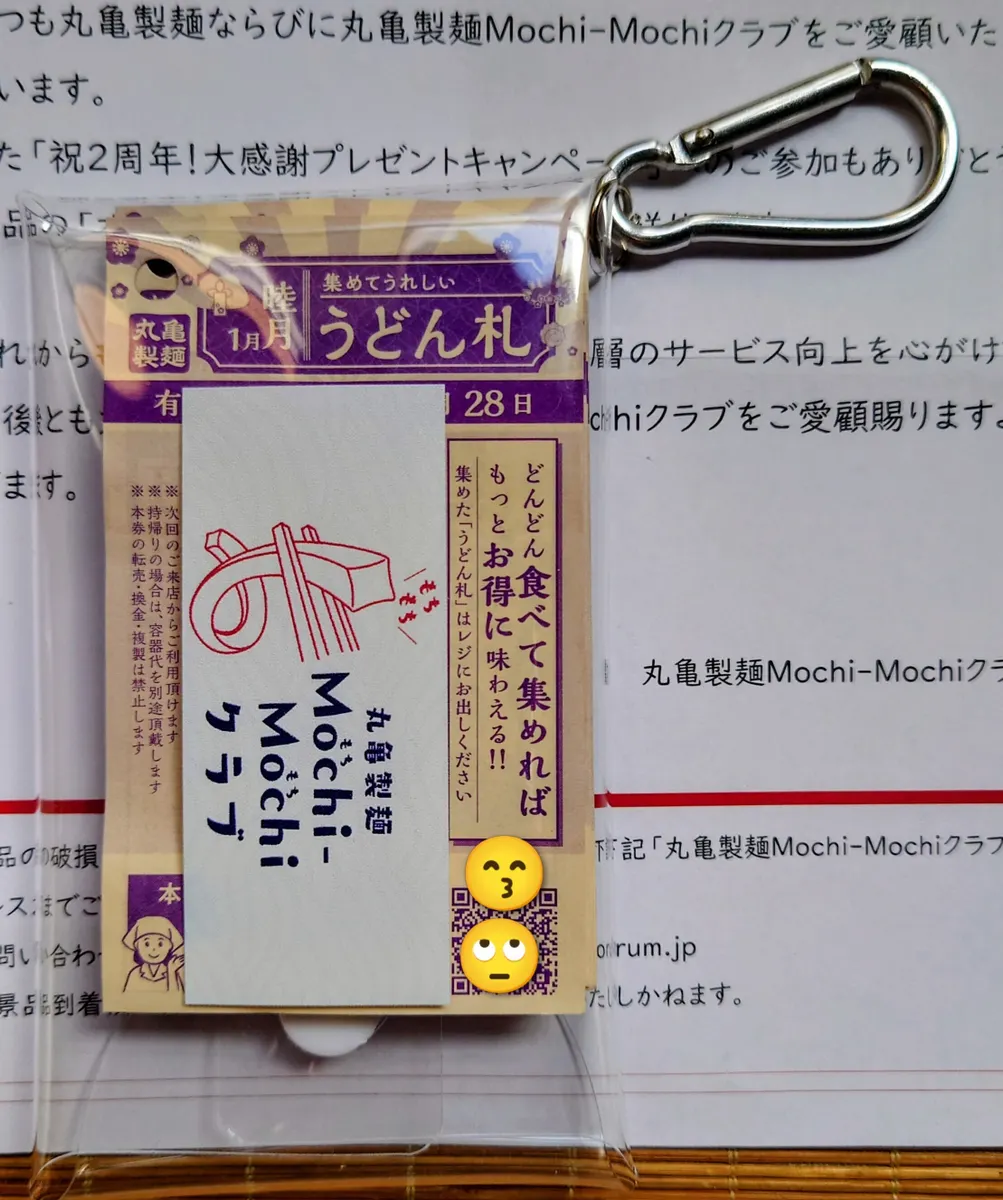 つも丸亀製麺ならびに丸亀製麺Mochi-Mochiクラブをご愛顧いた
います。
た「祝2周年!大感謝プレゼントキャンペー
のご参加もありがと
品の「
集めてうれしい
うどん札
睦月
1月
丸亀
製麺
有
28日
れから
層のサービス向上を心がけ
後とも
chiクラブをご愛顧賜りますよ
ます。
どんどん食べて集めれば
もっとお得に味わえる!!
集めた「うどん札」はレジにお出しください
※次回のご来店からご利用頂けます
※持帰りの場合は、容器代を別途頂戴します
※本券の転売・換金・複製は禁止します
もち
もち
丸亀製麺
Mochi-
もち
Mochi
もち
クラブ
丸亀製麺Mochi-Mochiクラ
品の破損
下記「丸亀製麺Mochi-Mochiクラブ
レスまでご
本
問い合わ
rum.jp
景品到着
たしかねます。